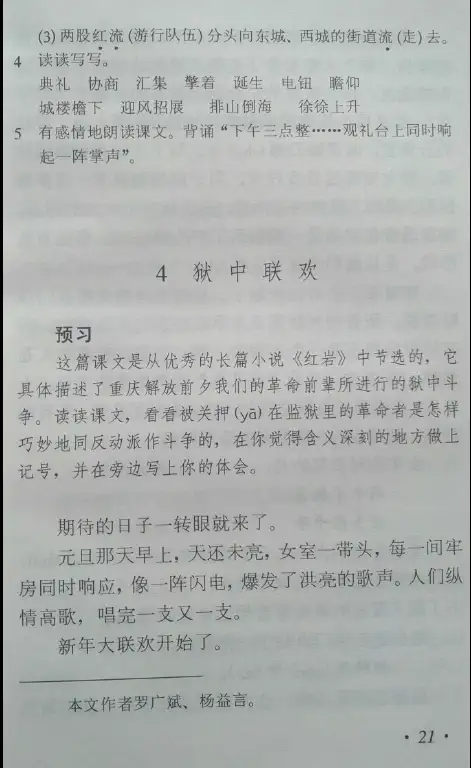 (3) 两股红流 (游行队伍) 分头向东城、西城的街道流 (走) 去。
4 读读写写。
典礼 协商 汇集 擎着 诞生 电钮 瞻仰
城楼檐下 迎风招展 排山倒海 徐徐上升
5 有感情地朗读课文。背诵“下午三点整……观礼台上同时响
起一阵掌声”。
4 狱中联欢
预习
这篇课文是从优秀的长篇小说《红岩》中节选的，它
具体描述了重庆解放前夕我们的革命前辈所进行的狱中斗
争。读读课文，看看被关押 (yā) 在监狱里的革命者是怎样
巧妙地同反动派作斗争的，在你觉得含义深刻的地方做上
记号，并在旁边写上你的体会。
期待的日子一转眼就来了。
元旦那天早上，天还未亮，女室一带头，每一间牢
房同时响应，像一阵闪电，爆发了洪亮的歌声。人们纵
情高歌，唱完一支又一支。
新年大联欢开始了。
本文作者罗广斌、杨益言。
· 21 ·